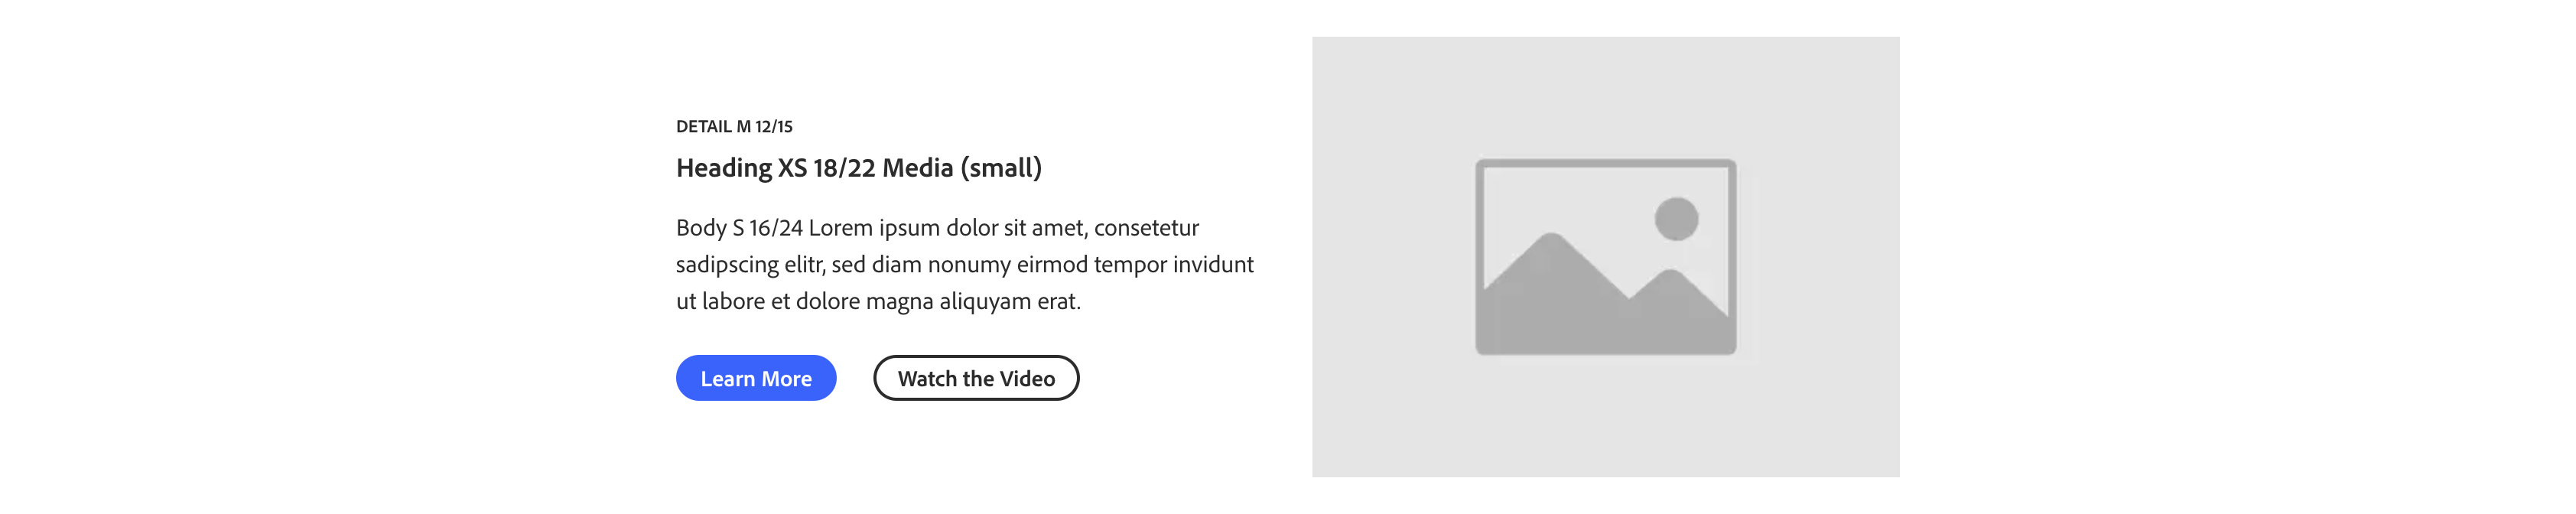 DETAIL M 12/15
Heading XS 18/22 Media (small)
Body S 16/24 Lorem ipsum dolor sit amet, consetetur
sadipscing elitr, sed diam nonumy eirmod tempor invidunt
ut labore et dolore magna aliquyam erat.
Learn More
Watch the Video